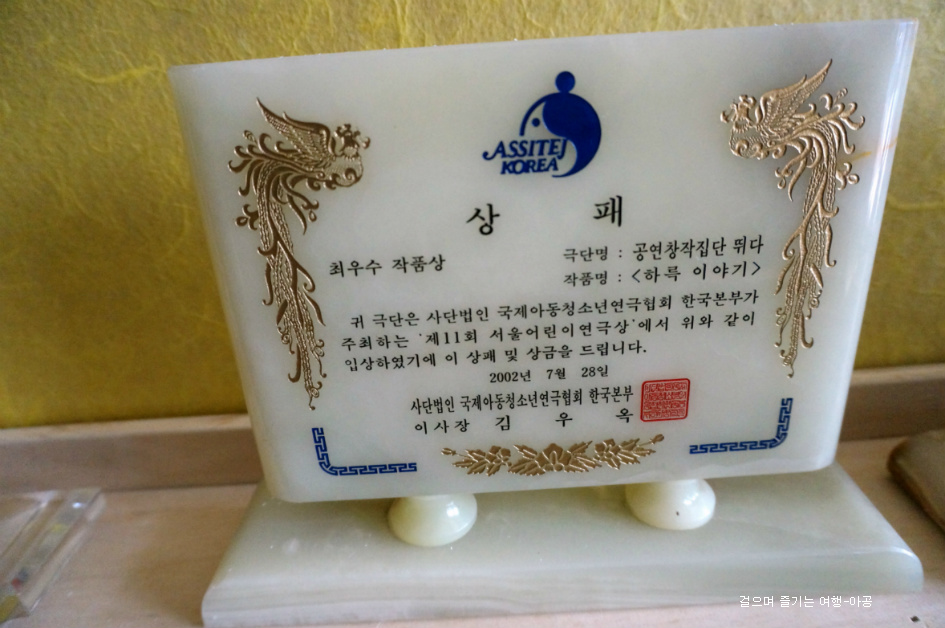 ASSITEJ
KOREA
상 패
최우수 작품상
극단명 : 공연창작집단 뛰다
작품명 : <하륵 이야기>
귀 극단은 사단법인 국제아동청소년연극협회 한국본부가
주최하는 '제11회 서울어린이연극상'에서 위와 같이
입상하였기에 이 상패 및 상금을 드립니다.
2002년 7월 28일
사단법인 국제아동청소년연극협회 한국본부
이사장 김 우 옥
걸으며 즐기는 여행-아공